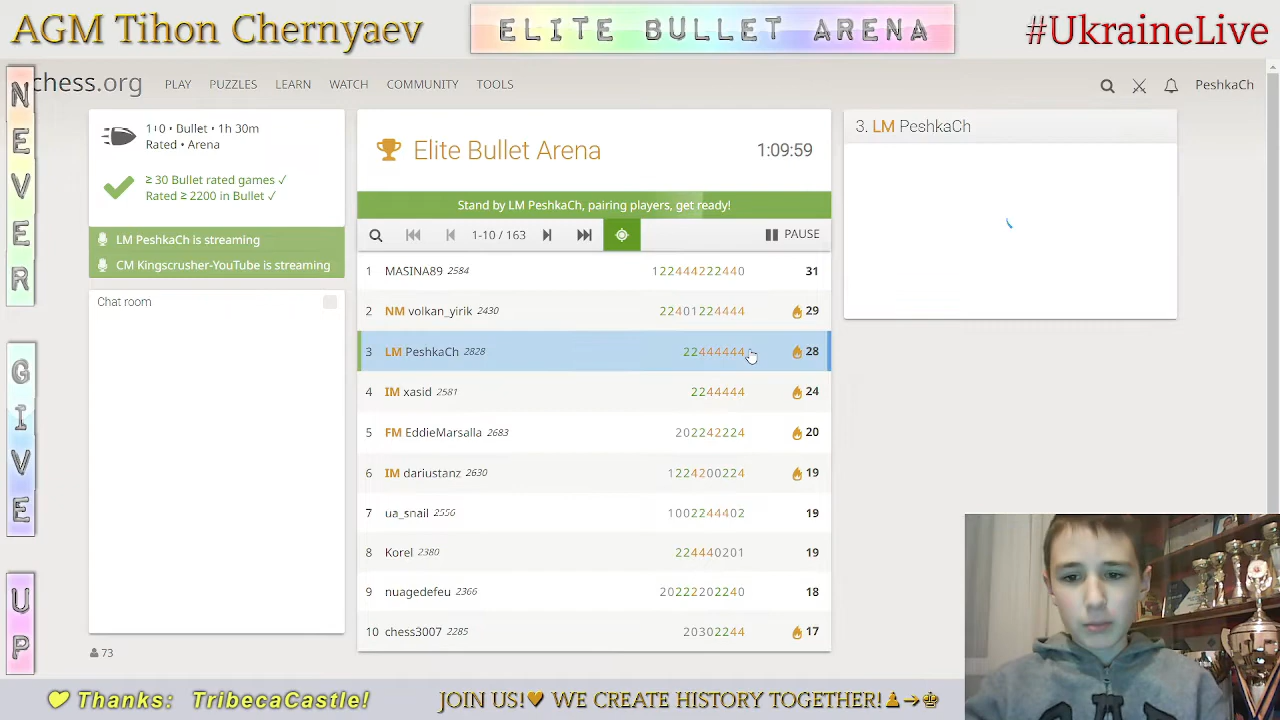 AGM Tihon Chernyaev
ELITE BULLET ARENA
#UkraineLive
NEVER
GIVE
UP
chess.org
PLAY PUZZLES LEARN WATCH COMMUNITY TOOLS
PeshkaCh
1+0 • Bullet • 1h 30m
Rated • Arena
≥ 30 Bullet rated games ✓
Rated ≥ 2200 in Bullet ✓
LM PeshkaCh is streaming
CM Kingscrusher-YouTube is streaming
Chat room
73
Elite Bullet Arena 1:09:59
Stand by LM PeshkaCh, pairing players, get ready!
1-10 / 163 PAUSE
1 MASINA89 2584 122444222440 31
2 NM volkan_yirik 2430 22401224444 29
3 LM PeshkaCh 2828 22444444 28
4 IM xasid 2581 2244444 24
5 FM EddieMarsalla 2683 202242224 20
6 IM dariustanz 2630 1224200224 19
7 ua_snail 2556 1002244402 19
8 Korel 2380 224440201 19
9 nuagedefeu 2366 20222202240 18
10 chess3007 2285 20302244 17
3. LM PeshkaCh
Thanks: TribecaCastle!
JOIN US! WE CREATE HISTORY TOGETHER!